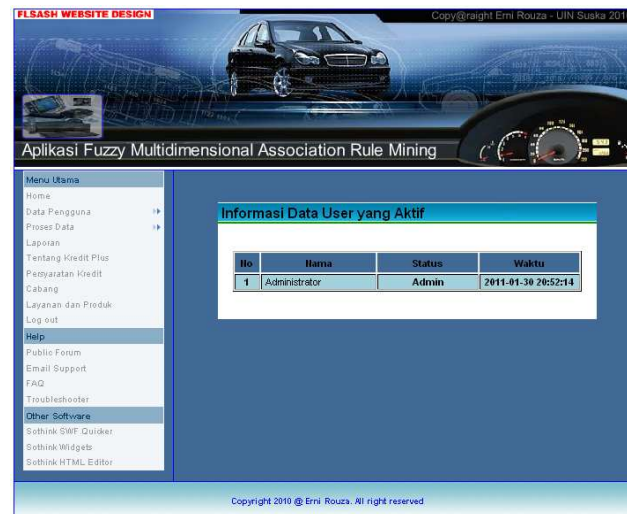 FLSASH WEBSITE DESIGN
Copy@raight Erni Rouza - UIN Suska 201
Aplikasi Fuzzy Multidimensional Association Rule Mining
Menu Utama
Home
Data Pengguna
Proses Data
Laporan
Tentang Kredit Plus
Persyaratan Kredit
Cabang
Layanan dan Produk
Log out
Help
Public Forum
Email Support
FAQ
Troubleshooter
Other Software
Sothink SWF Quicker
Sothink Widgets
Sothink HTML Editor
Informasi Data User yang Aktif
No Nama Status Waktu
1 Administrator Admin 2011-01-30 20:52:14
Copyright 2010 @ Erni Rouza. All right reserved